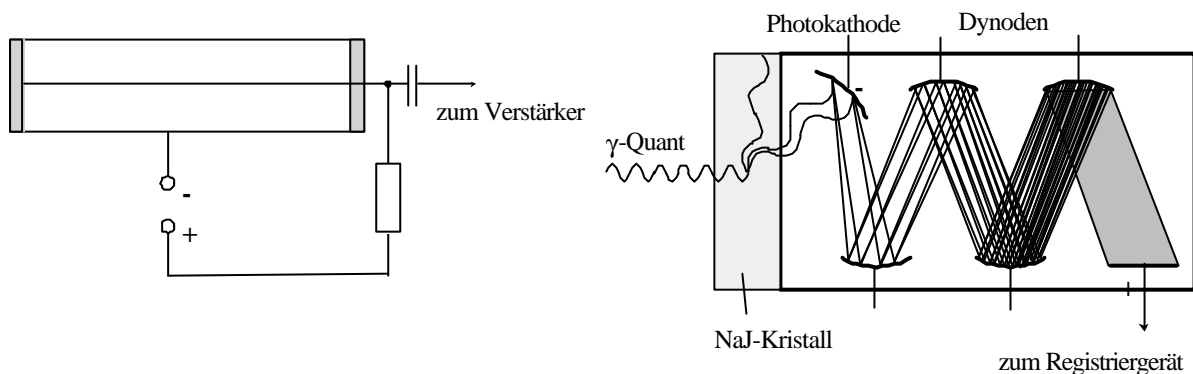 zum Verstärker
-
+
Photokathode
Dynoden
-
γ-Quant
NaJ-Kristall
zum Registriergerät